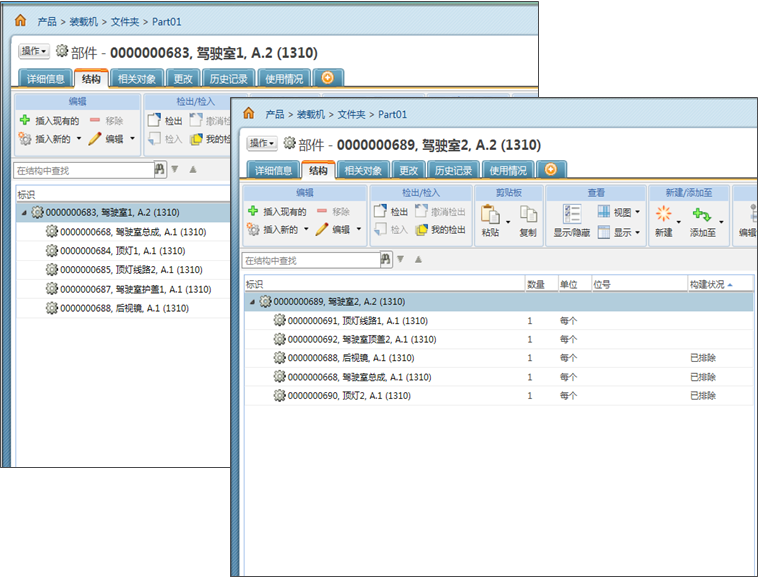 产品 > 装载机 > 文件夹 > Part01
操作 部件 - 0000000683, 驾驶室1, A.2 (1310)
详细信息 结构 相关对象 更改 历史记录 使用情况
编辑 检出/检入
插入现有的 移除 检出 撤消检
插入新的 编辑 检入 我的检
在结构中查找
标识
0000000683, 驾驶室1, A.2 (1310)
0000000668, 驾驶室总成, A.1 (1310)
0000000684, 顶灯1, A.1 (1310)
0000000685, 顶灯线路2, A.1 (1310)
0000000687, 驾驶室护盖1, A.1 (1310)
0000000688, 后视镜, A.1 (1310)
产品 > 装载机 > 文件夹 > Part01
操作 部件 - 0000000689, 驾驶室2, A.2 (1310)
详细信息 结构 相关对象 更改 历史记录 使用情况
编辑 检出/检入 剪贴板 查看 新建/添加至
插入现有的 移除 检出 撤消检出 视图
插入新的 编辑 检入 我的检出 粘贴 复制 显示/隐藏 显示 新建 添加至 编辑
在结构中查找
标识 数量 单位 位号 构建状况
0000000689, 驾驶室2, A.2 (1310)
0000000691, 顶灯线路1, A.1 (1310) 1 每个
0000000692, 驾驶室顶盖2, A.1 (1310) 1 每个
0000000688, 后视镜, A.1 (1310) 1 每个 已排除
0000000668, 驾驶室总成, A.1 (1310) 1 每个 已排除
0000000690, 顶灯2, A.1 (1310) 1 每个 已排除